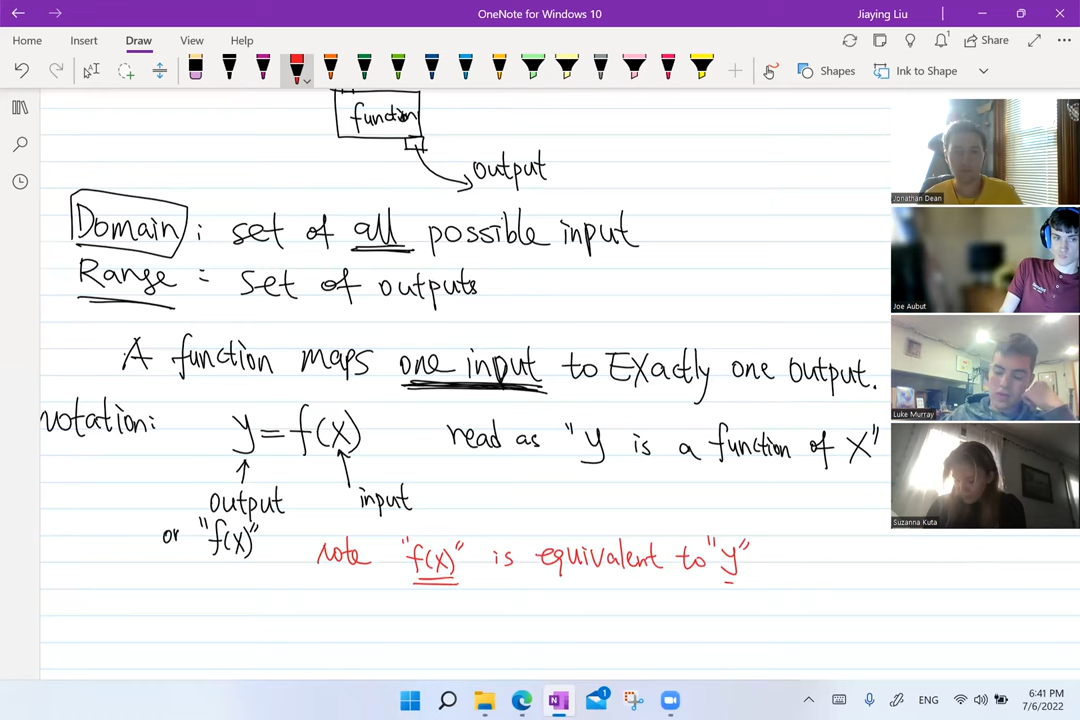 OneNote for Windows 10
Jiaying Liu
Home Insert Draw View Help
Share
Shapes Ink to Shape
function
output
Domain: set of all possible input
Range = set of outputs
A function maps one input to EXactly one output.
notation: y = f(x) read as "y is a function of X"
output input
or "f(x)"
note "f(x)" is equivalent to "y"
Jonathan Dean
Joe Aubut
Luke Murray
Suzanna Kuta
1
ENG
6:41 PM
7/6/2022